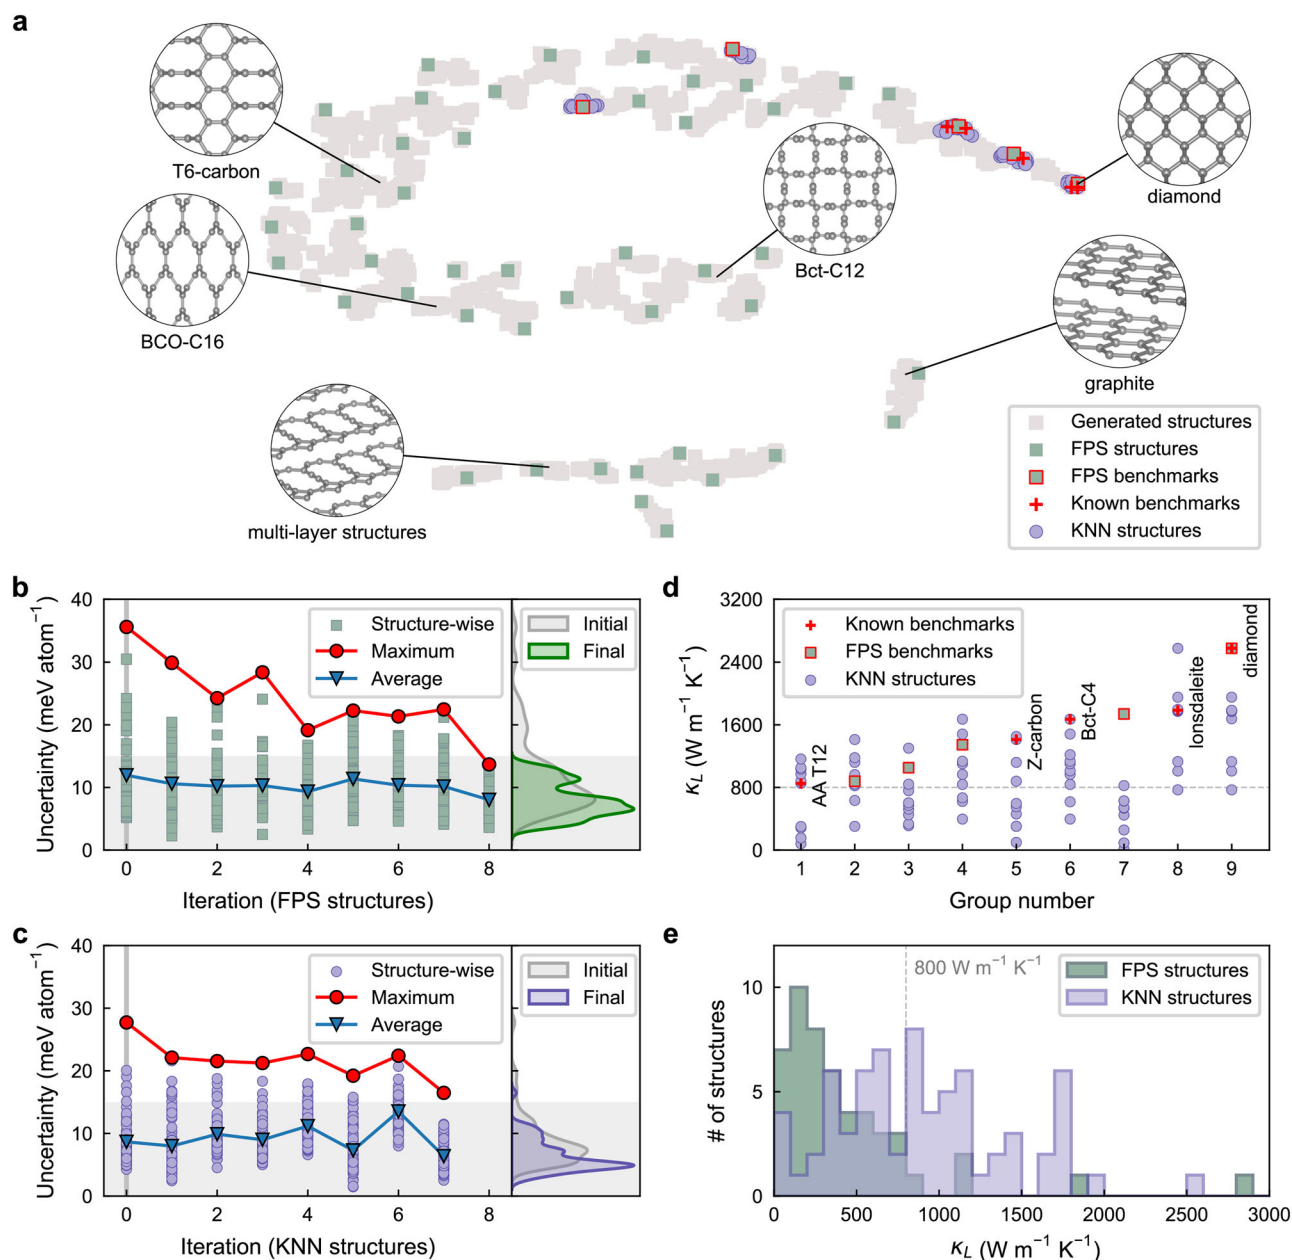 a
T6-carbon
BCO-C16
Bct-C12
diamond
graphite
multi-layer structures
Generated structures
FPS structures
FPS benchmarks
Known benchmarks
KNN structures
b
Uncertainty (meV atom⁻¹)
40
30
20
10
0
0 2 4 6 8
Iteration (FPS structures)
Structure-wise
Maximum
Average
Initial
Final
c
Uncertainty (meV atom⁻¹)
40
30
20
10
0
0 2 4 6 8
Iteration (KNN structures)
Structure-wise
Maximum
Average
Initial
Final
d
κL (W m⁻¹ K⁻¹)
3200
2400
1600
800
0
1 2 3 4 5 6 7 8 9
Group number
Known benchmarks
FPS benchmarks
KNN structures
AA T12
Z-carbon
Bct-C4
lonsdaleite
diamond
e
# of structures
10
5
0
0 500 1000 1500 2000 2500 3000
κL (W m⁻¹ K⁻¹)
800 W m⁻¹ K⁻¹
FPS structures
KNN structures